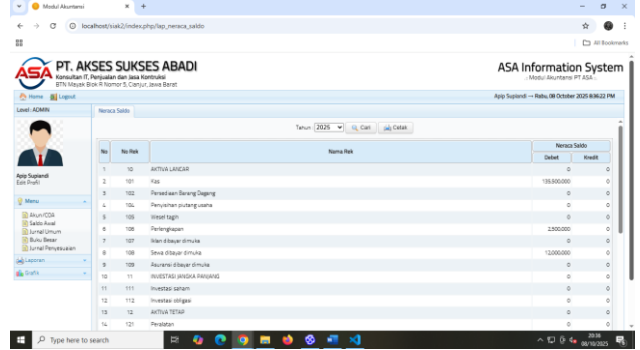 Modul Akuntansi
localhost/siak2/index.php/lap_neraca_saldo
All Bookmarks
ASA
PT. AKSES SUKSES ABADI
Konsultan IT, Penjualan dan Jasa Kontruksi
BTN Mayak Blok R Nomor 5, Cianjur, Jawa Barat
ASA Information System
.: Modul Akuntansi PT ASA :.
Home Logout
Apip Supiandi -- Rabu, 08 October 2025 8:36:22 PM
Level : ADMIN
Apip Supiandi
Edit Profil
Menu
Akun/COA
Saldo Awal
Jurnal Umum
Buku Besar
Jurnal Penyesuaian
Laporan
Grafik
Neraca Saldo
Tahun : 2025 Cari Cetak
No No Rek Nama Rek Neraca Saldo
Debet Kredit
1 10 AKTIVA LANCAR 0 0
2 101 Kas 0
3 102 Persediaan Barang Dagang 0 0
4 104 Penyisihan piutang usaha 0 0
5 105 Wesel tagih 0 0
6 106 Perlengkapan 2.500.000 0
7 107 Iklan dibayar dimuka 0 0
8 108 Sewa dibayar dimuka 12.000.000 0
9 109 Asuransi dibayar dimuka 0 0
10 11 INVESTASI JANGKA PANJANG 0 0
11 111 Investasi saham 0 0
12 112 Investasi obligasi 0 0
13 12 AKTIVA TETAP 0 0
14 121 Peralatan
Type here to search
20:36
08/10/2025